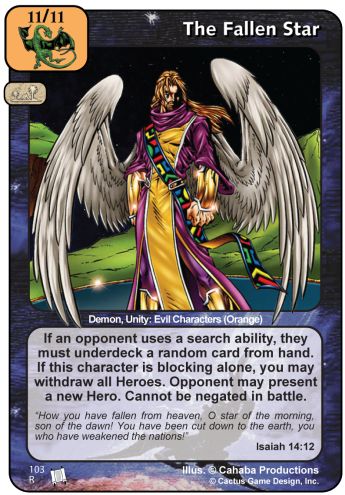 11/11
The Fallen Star
Demon, Unity: Evil Characters (Orange)
If an opponent uses a search ability, they
must underdeck a random card from hand.
If this character is blocking alone, you may
withdraw all Heroes. Opponent may present
a new Hero. Cannot be negated in battle.
"How you have fallen from heaven, O star of the morning,
son of the dawn! You have been cut down to the earth, you
who have weakened the nations!"
Isaiah 14:12
103
R
Illus. © Cahaba Productions
© Cactus Game Design, Inc.